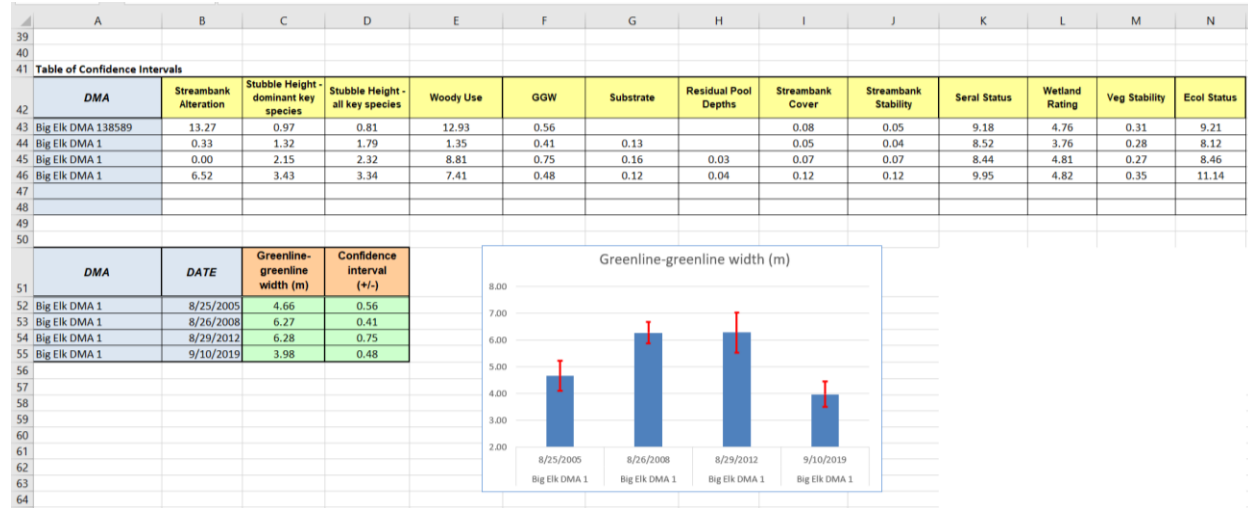 A B C D E F G H I J K L M N
39
40
41 Table of Confidence Intervals
42 DMA Streambank Alteration Stubble Height - dominant key species Stubble Height - all key species Woody Use GGW Substrate Residual Pool Depths Streambank Cover Streambank Stability Seral Status Wetland Rating Veg Stability Ecol Status
43 Big Elk DMA 138589 13.27 0.97 0.81 12.93 0.56 0.08 0.05 9.18 4.76 0.31 9.21
44 Big Elk DMA 1 0.33 1.32 1.79 1.35 0.41 0.13 0.05 0.04 8.52 3.76 0.28 8.12
45 Big Elk DMA 1 0.00 2.15 2.32 8.81 0.75 0.16 0.03 0.07 0.07 8.44 4.81 0.27 8.46
46 Big Elk DMA 1 6.52 3.43 3.34 7.41 0.48 0.12 0.04 0.12 0.12 9.95 4.82 0.35 11.14
47
48
49
50
51 DMA DATE Greenline-greenline width (m) Confidence interval (+/-)
52 Big Elk DMA 1 8/25/2005 4.66 0.56
53 Big Elk DMA 1 8/26/2008 6.27 0.41
54 Big Elk DMA 1 8/29/2012 6.28 0.75
55 Big Elk DMA 1 9/10/2019 3.98 0.48
56
57
58
59
60
61
62
63
64
Greenline-greenline width (m)
8.00
7.00
6.00
5.00
4.00
3.00
2.00
8/25/2005 8/26/2008 8/29/2012 9/10/2019
Big Elk DMA 1 Big Elk DMA 1 Big Elk DMA 1 Big Elk DMA 1